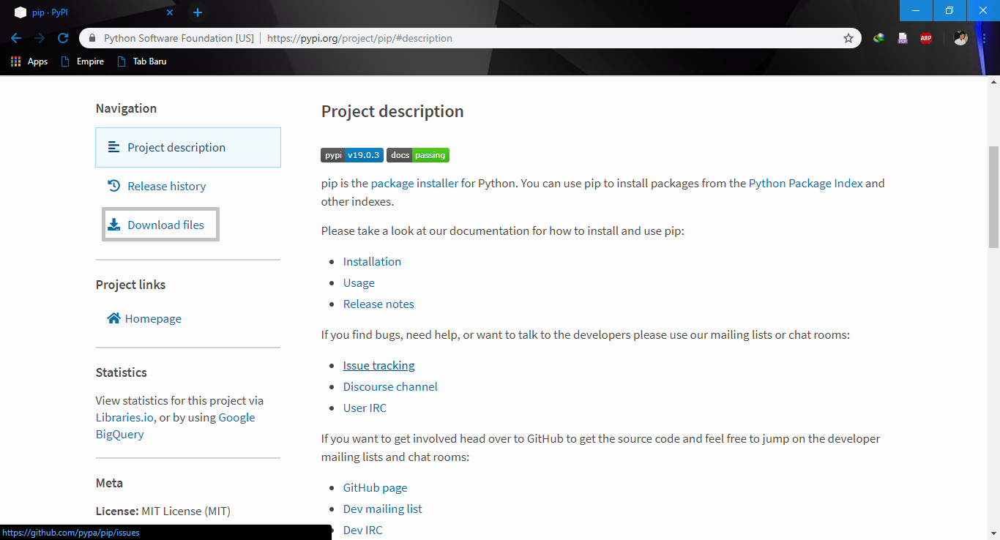 pip · PyPI
Python Software Foundation [US] | https://pypi.org/project/pip/#description
ABP
PDF
Apps
Empire
Tab Baru
Navigation
Project description
Release history
Download files
Project links
Homepage
Statistics
View statistics for this project via
Libraries.io, or by using Google
BigQuery
Meta
License: MIT License (MIT)
Project description
pypi v19.0.3 docs passing
pip is the package installer for Python. You can use pip to install packages from the Python Package Index and
other indexes.
Please take a look at our documentation for how to install and use pip:
• Installation
• Usage
• Release notes
If you find bugs, need help, or want to talk to the developers please use our mailing lists or chat rooms:
• Issue tracking
• Discourse channel
• User IRC
If you want to get involved head over to GitHub to get the source code and feel free to jump on the developer
mailing lists and chat rooms:
• GitHub page
• Dev mailing list
• Dev IRC
https://github.com/pypa/pip/issues